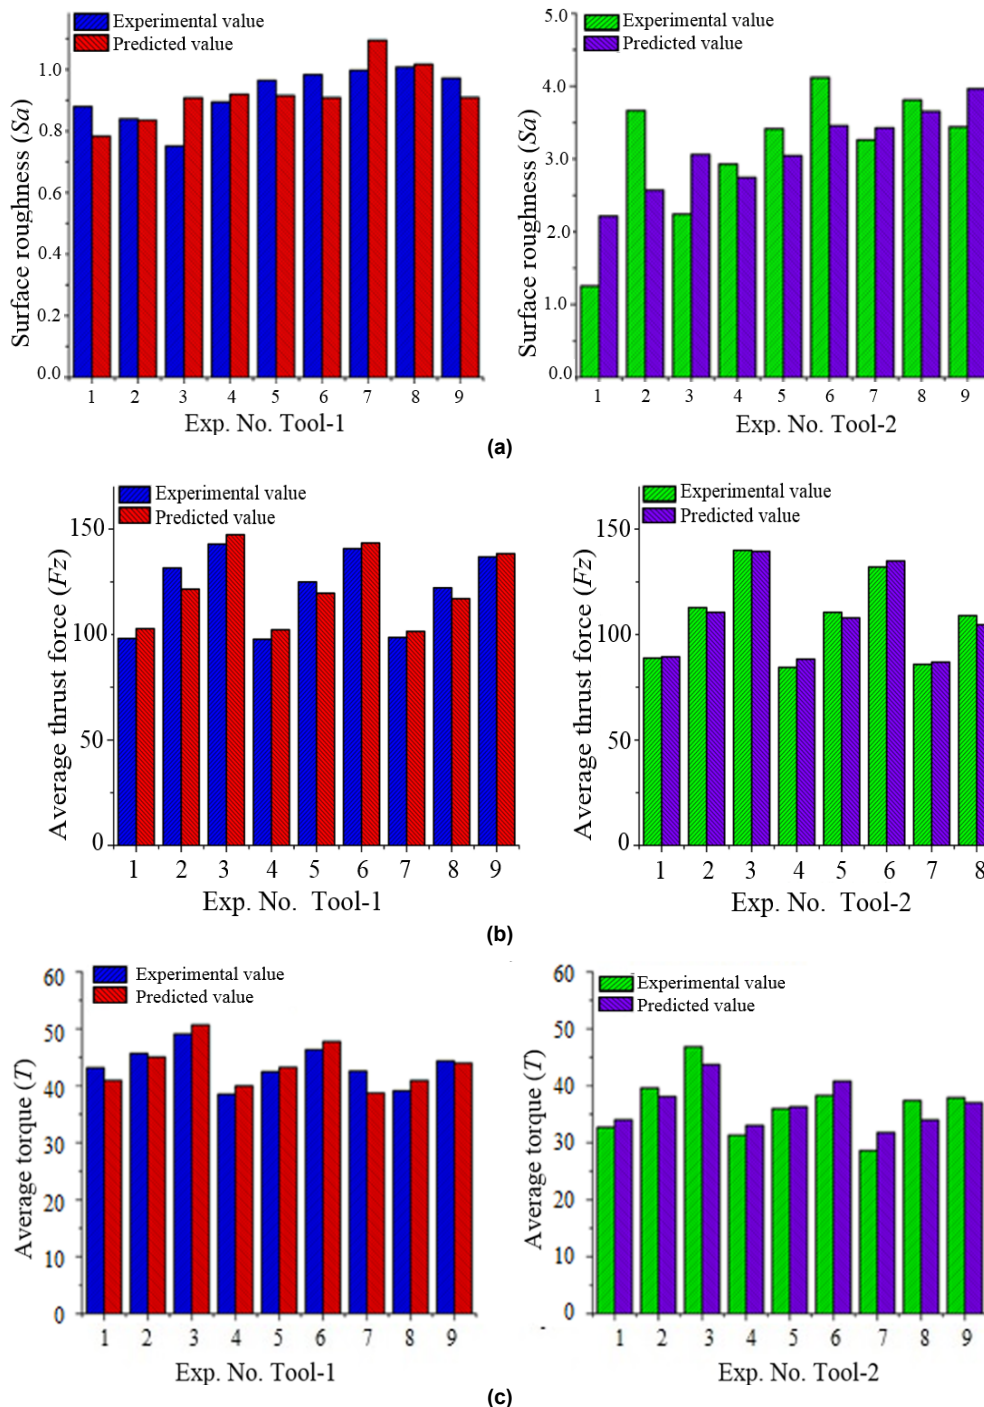 Experimental value
Predicted value
Surface roughness (Sa)
1.0
0.8
0.6
0.4
0.2
0.0
1 2 3 4 5 6 7 8 9
Exp. No. Tool-1
Experimental value
Predicted value
Surface roughness (Sa)
5.0
4.0
3.0
2.0
1.0
0.0
1 2 3 4 5 6 7 8 9
Exp. No. Tool-2
(a)
Experimental value
Predicted value
Average thrust force (Fz)
150
100
50
0
1 2 3 4 5 6 7 8 9
Exp. No. Tool-1
Experimental value
Predicted value
Average thrust force (Fz)
150
100
50
0
1 2 3 4 5 6 7 8
Exp. No. Tool-2
(b)
Experimental value
Predicted value
Average torque (T)
60
50
40
30
20
10
0
1 2 3 4 5 6 7 8 9
Exp. No. Tool-1
Experimental value
Predicted value
Average torque (T)
60
50
40
30
20
10
0
1 2 3 4 5 6 7 8 9
Exp. No. Tool-2
(c)